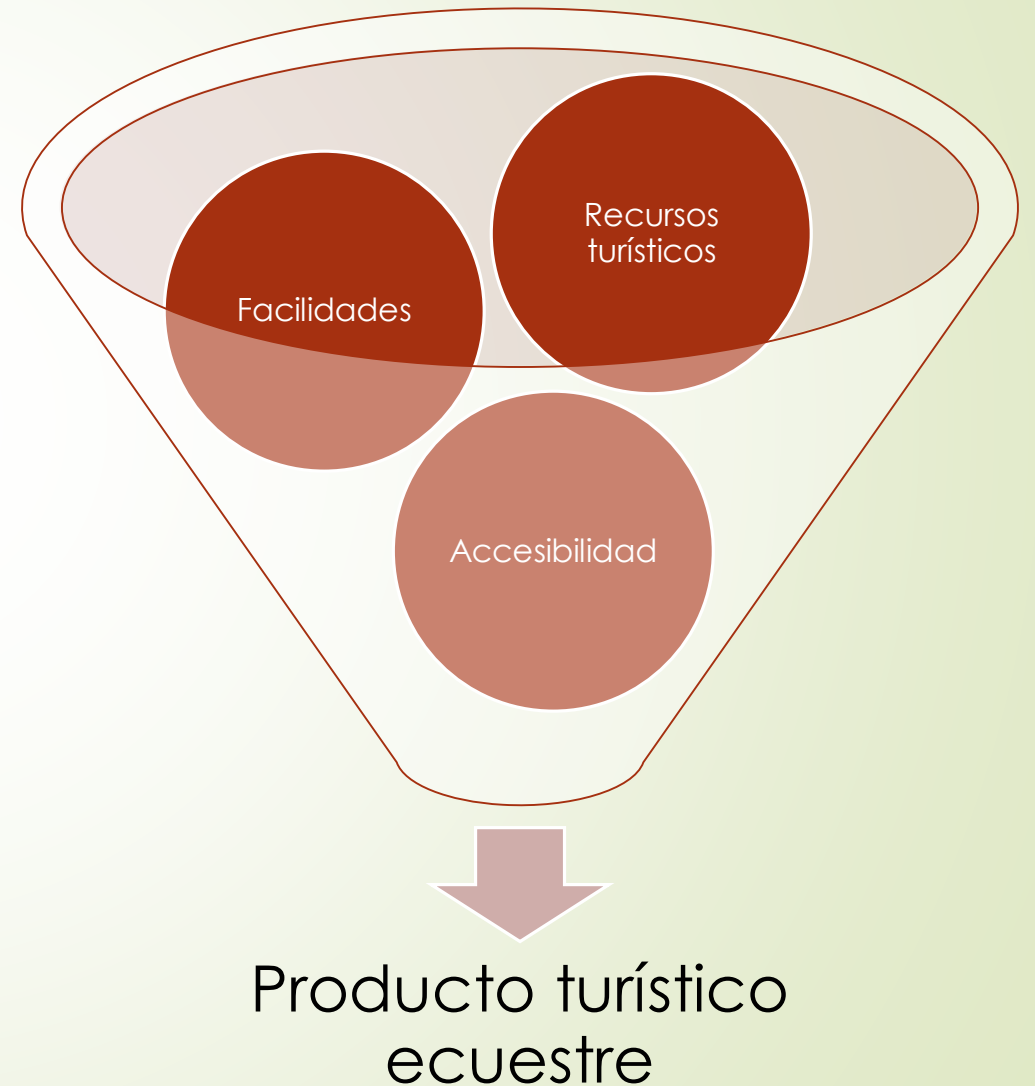 Recursos
turísticos
Facilidades
Accesibilidad
Producto turístico
ecuestre